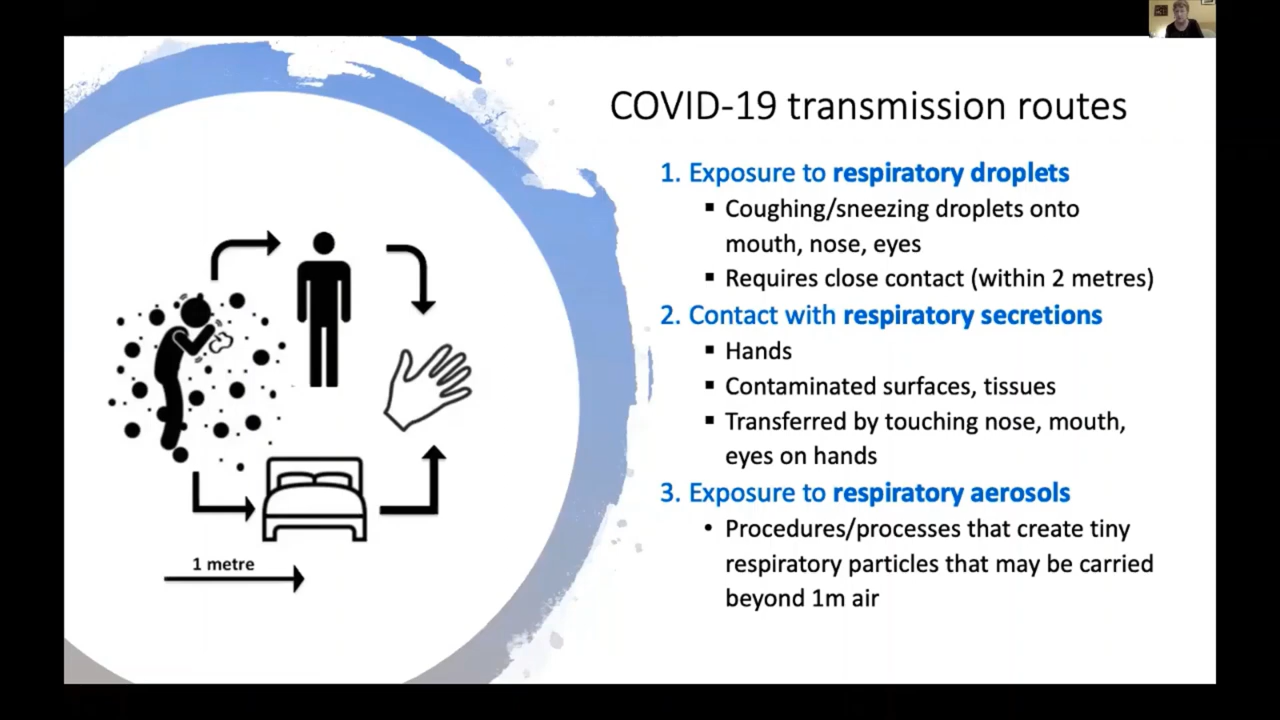 COVID-19 transmission routes
1. Exposure to respiratory droplets
▪ Coughing/sneezing droplets onto
mouth, nose, eyes
▪ Requires close contact (within 2 metres)
2. Contact with respiratory secretions
▪ Hands
▪ Contaminated surfaces, tissues
▪ Transferred by touching nose, mouth,
eyes on hands
3. Exposure to respiratory aerosols
• Procedures/processes that create tiny
respiratory particles that may be carried
beyond 1m air
1 metre